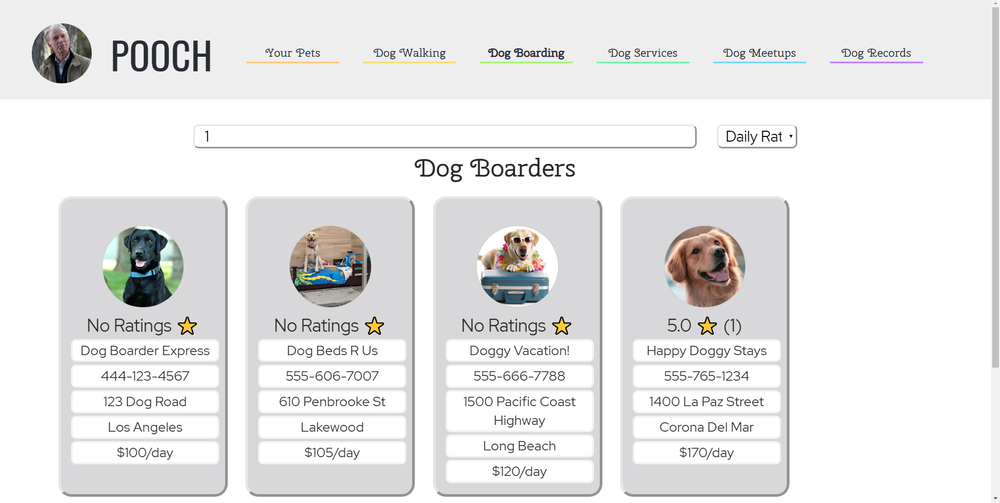 POOCH
Your Pets
Dog Walking
Dog Boarding
Dog Services
Dog Meetups
Dog Records
1
Daily Rat
Dog Boarders
No Ratings
Dog Boarder Express
444-123-4567
123 Dog Road
Los Angeles
$100/day
No Ratings
Dog Beds R Us
555-606-7007
610 Penbrooke St
Lakewood
$105/day
No Ratings
Doggy Vacation!
555-666-7788
1500 Pacific Coast
Highway
Long Beach
$120/day
5.0 ⭐ (1)
Happy Doggy Stays
555-765-1234
1400 La Paz Street
Corona Del Mar
$170/day